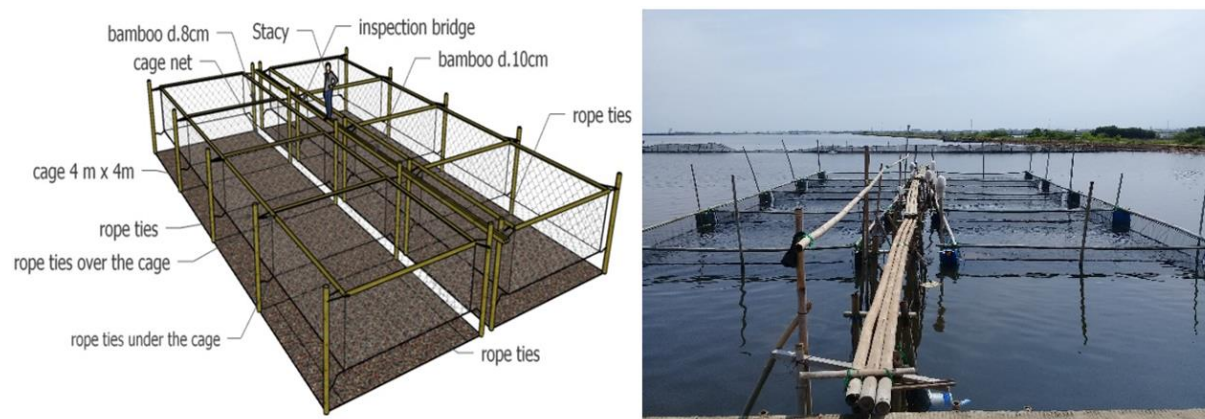 bamboo d.8cm
Stacy
inspection bridge
cage net
bamboo d.10cm
rope ties
cage 4 m x 4m
rope ties
rope ties over the cage
rope ties under the cage
rope ties